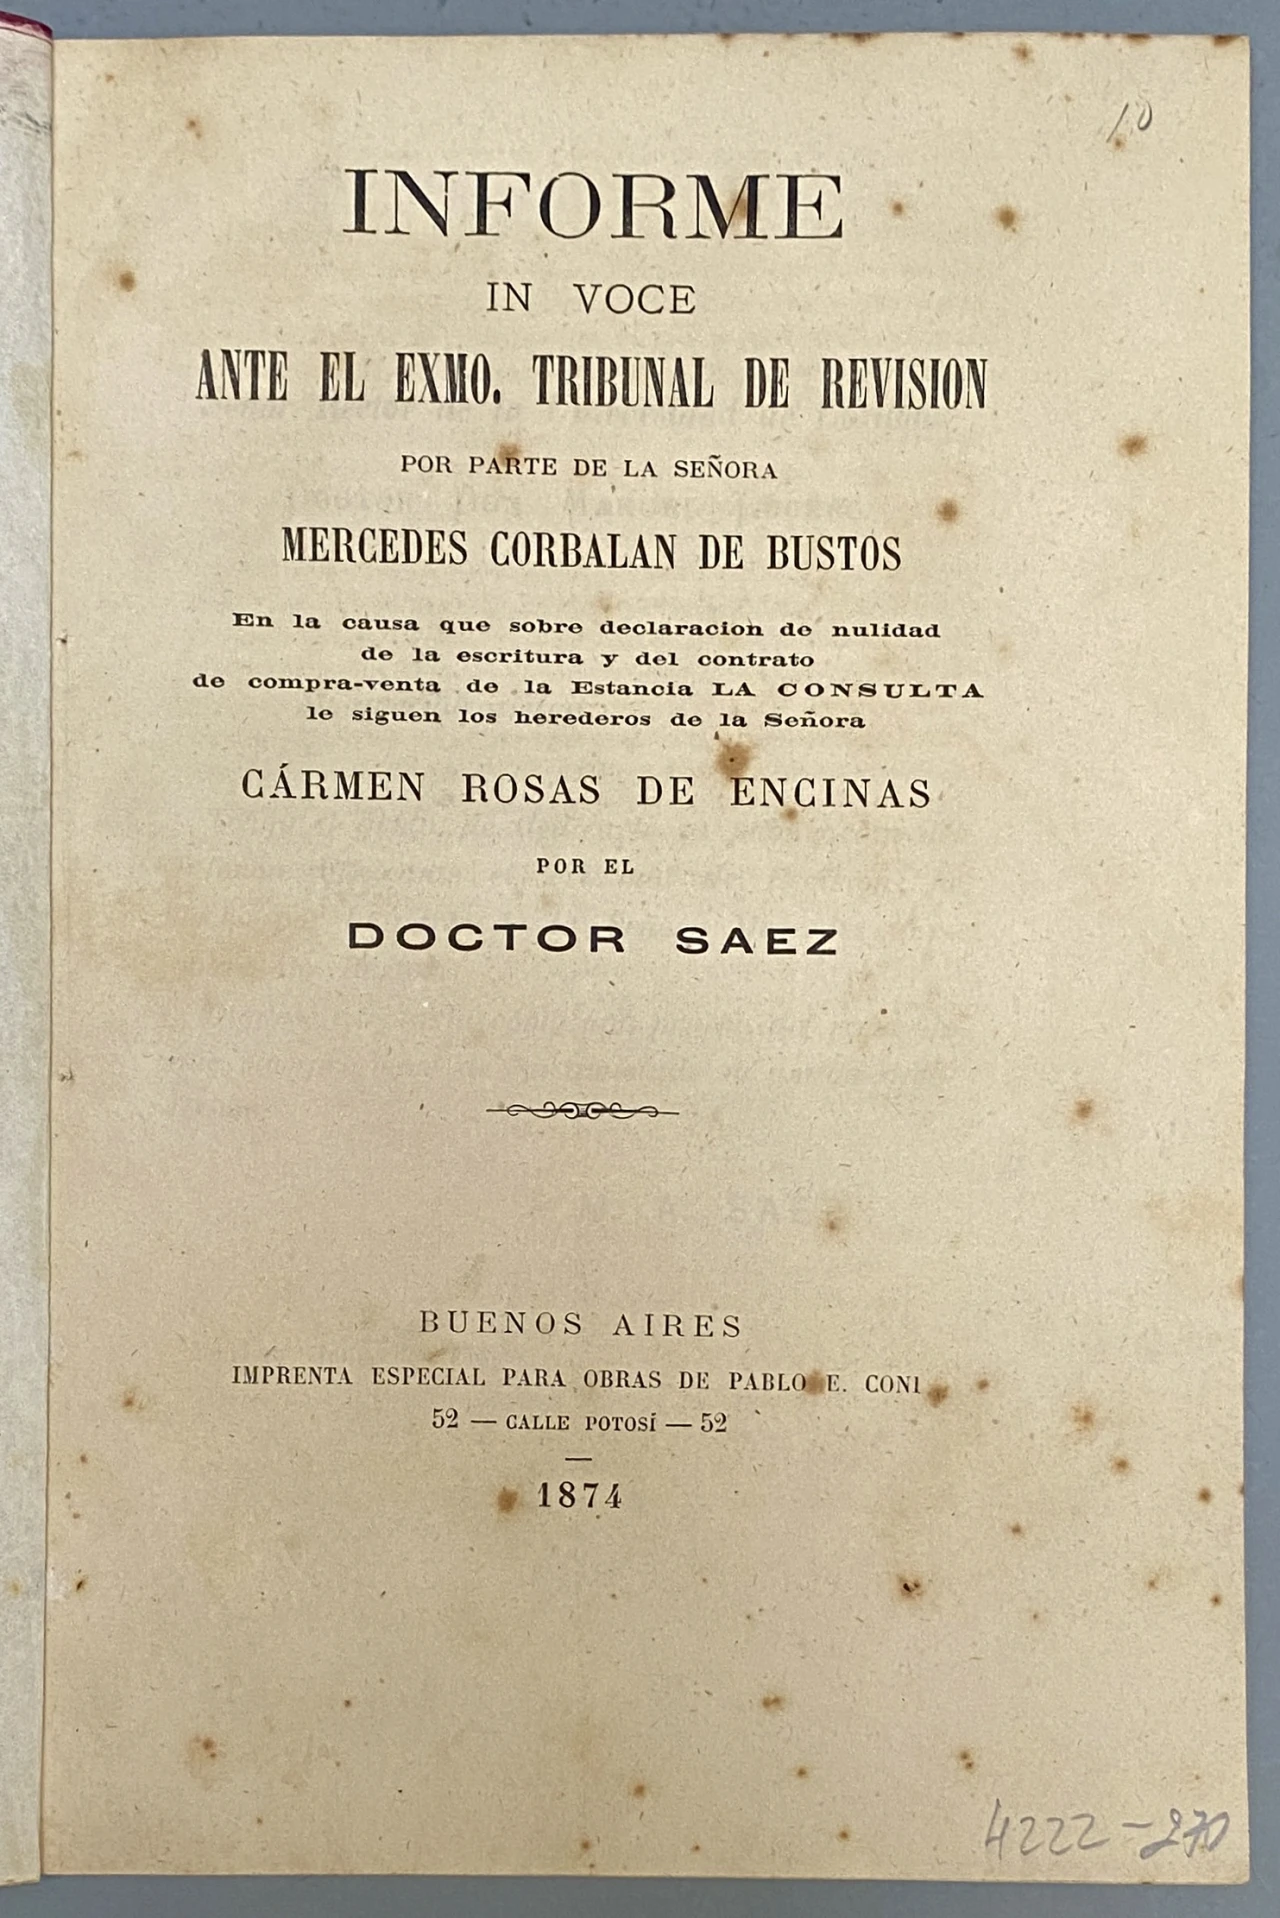 10
INFORME
IN VOCE
ANTE EL EXMO. TRIBUNAL DE REVISION
POR PARTE DE LA SEÑORA
MERCEDES CORBALAN DE BUSTOS
En la causa que sobre declaracion de nulidad
de la escritura y del contrato
de compra-venta de la Estancia LA CONSULTA
le siguen los herederos de la Señora
CÁRMEN ROSAS DE ENCINAS
POR EL
DOCTOR SAEZ
BUENOS AIRES
IMPRENTA ESPECIAL PARA OBRAS DE PABLO E. CONI
52 — CALLE POTOSÍ — 52
1874
4222-270